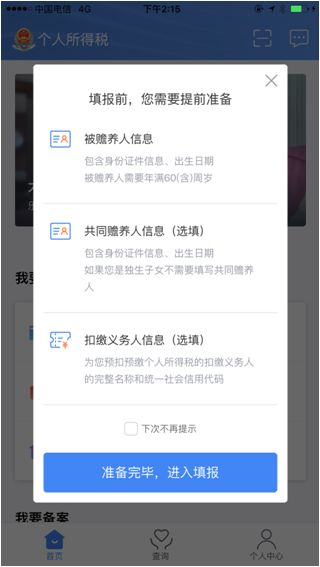 中国电信 4G 下午2:15
个人所得税
填报前，您需要提前准备
被赡养人信息
包含身份证件信息、出生日期
被赡养人需要年满60(含)周岁
共同赡养人信息（选填）
包含身份证件信息、出生日期
如果您是独生子女不需要填写共同赡养
人
扣缴义务人信息（选填）
为您预扣预缴个人所得税的扣缴义务人
的完整名称和统一社会信用代码
下次不再提示
准备完毕，进入填报
我要备案
首页 查询 个人中心